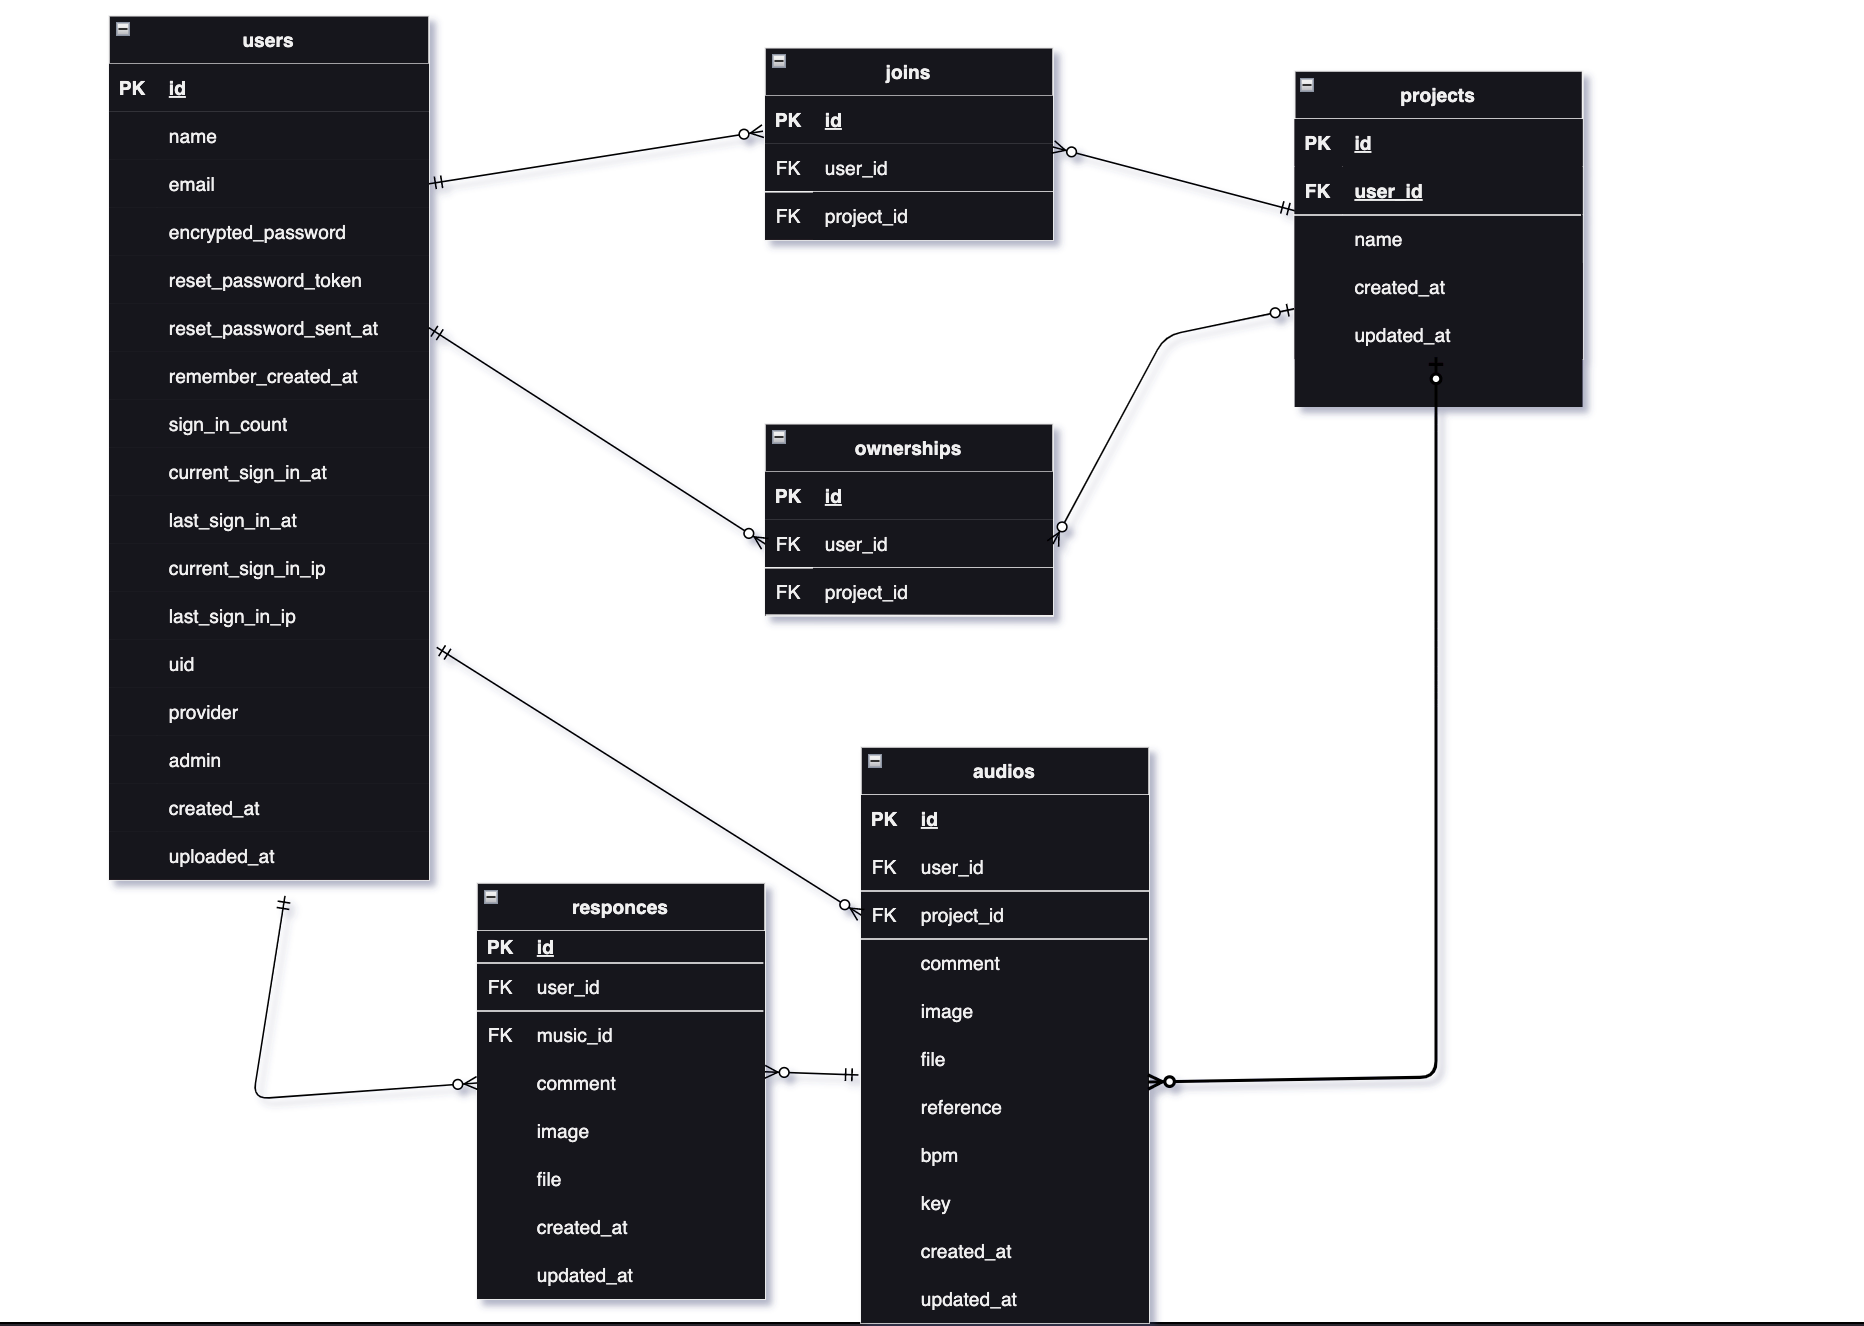 users
PK id
name
email
encrypted_password
reset_password_token
reset_password_sent_at
remember_created_at
sign_in_count
current_sign_in_at
last_sign_in_at
current_sign_in_ip
last_sign_in_ip
uid
provider
admin
created_at
uploaded_at
joins
PK id
FK user_id
FK project_id
projects
PK id
FK user_id
name
created_at
updated_at
ownerships
PK id
FK user_id
FK project_id
responces
PK id
FK user_id
FK music_id
comment
image
file
created_at
updated_at
audios
PK id
FK user_id
FK project_id
comment
image
file
reference
bpm
key
created_at
updated_at